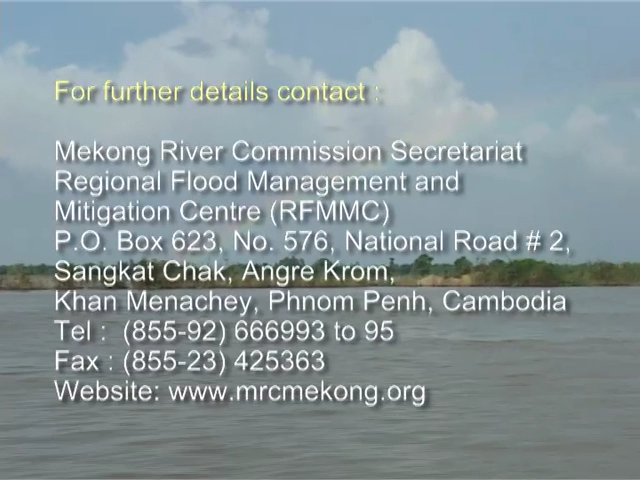 For further details contact :
Mekong River Commission Secretariat
Regional Flood Management and
Mitigation Centre (RFMMC)
P.O. Box 623, No. 576, National Road # 2,
Sangkat Chak, Angre Krom,
Khan Menachey, Phnom Penh, Cambodia
Tel :  (855-92) 666993 to 95
Fax : (855-23) 425363
Website: www.mrcmekong.org